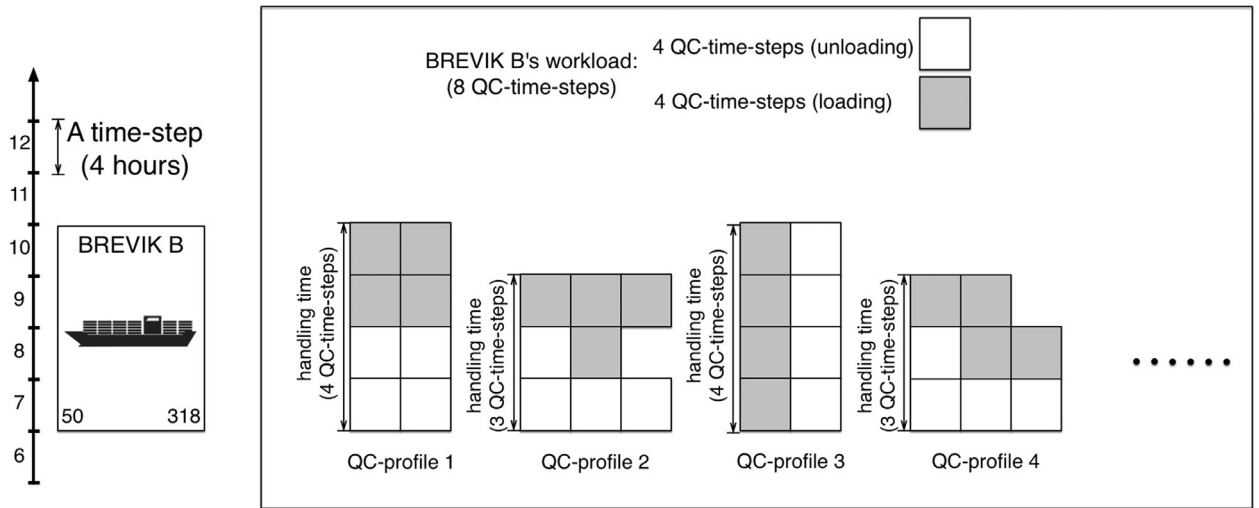 BREVIK B's workload:
(8 QC-time-steps)
4 QC-time-steps (unloading)
4 QC-time-steps (loading)
12
11
10
9
8
7
6
A time-step
(4 hours)
BREVIK B
50
318
handling time
(4 QC-time-steps)
QC-profile 1
handling time
(3 QC-time-steps)
QC-profile 2
handling time
(4 QC-time-steps)
QC-profile 3
handling time
(3 QC-time-steps)
QC-profile 4